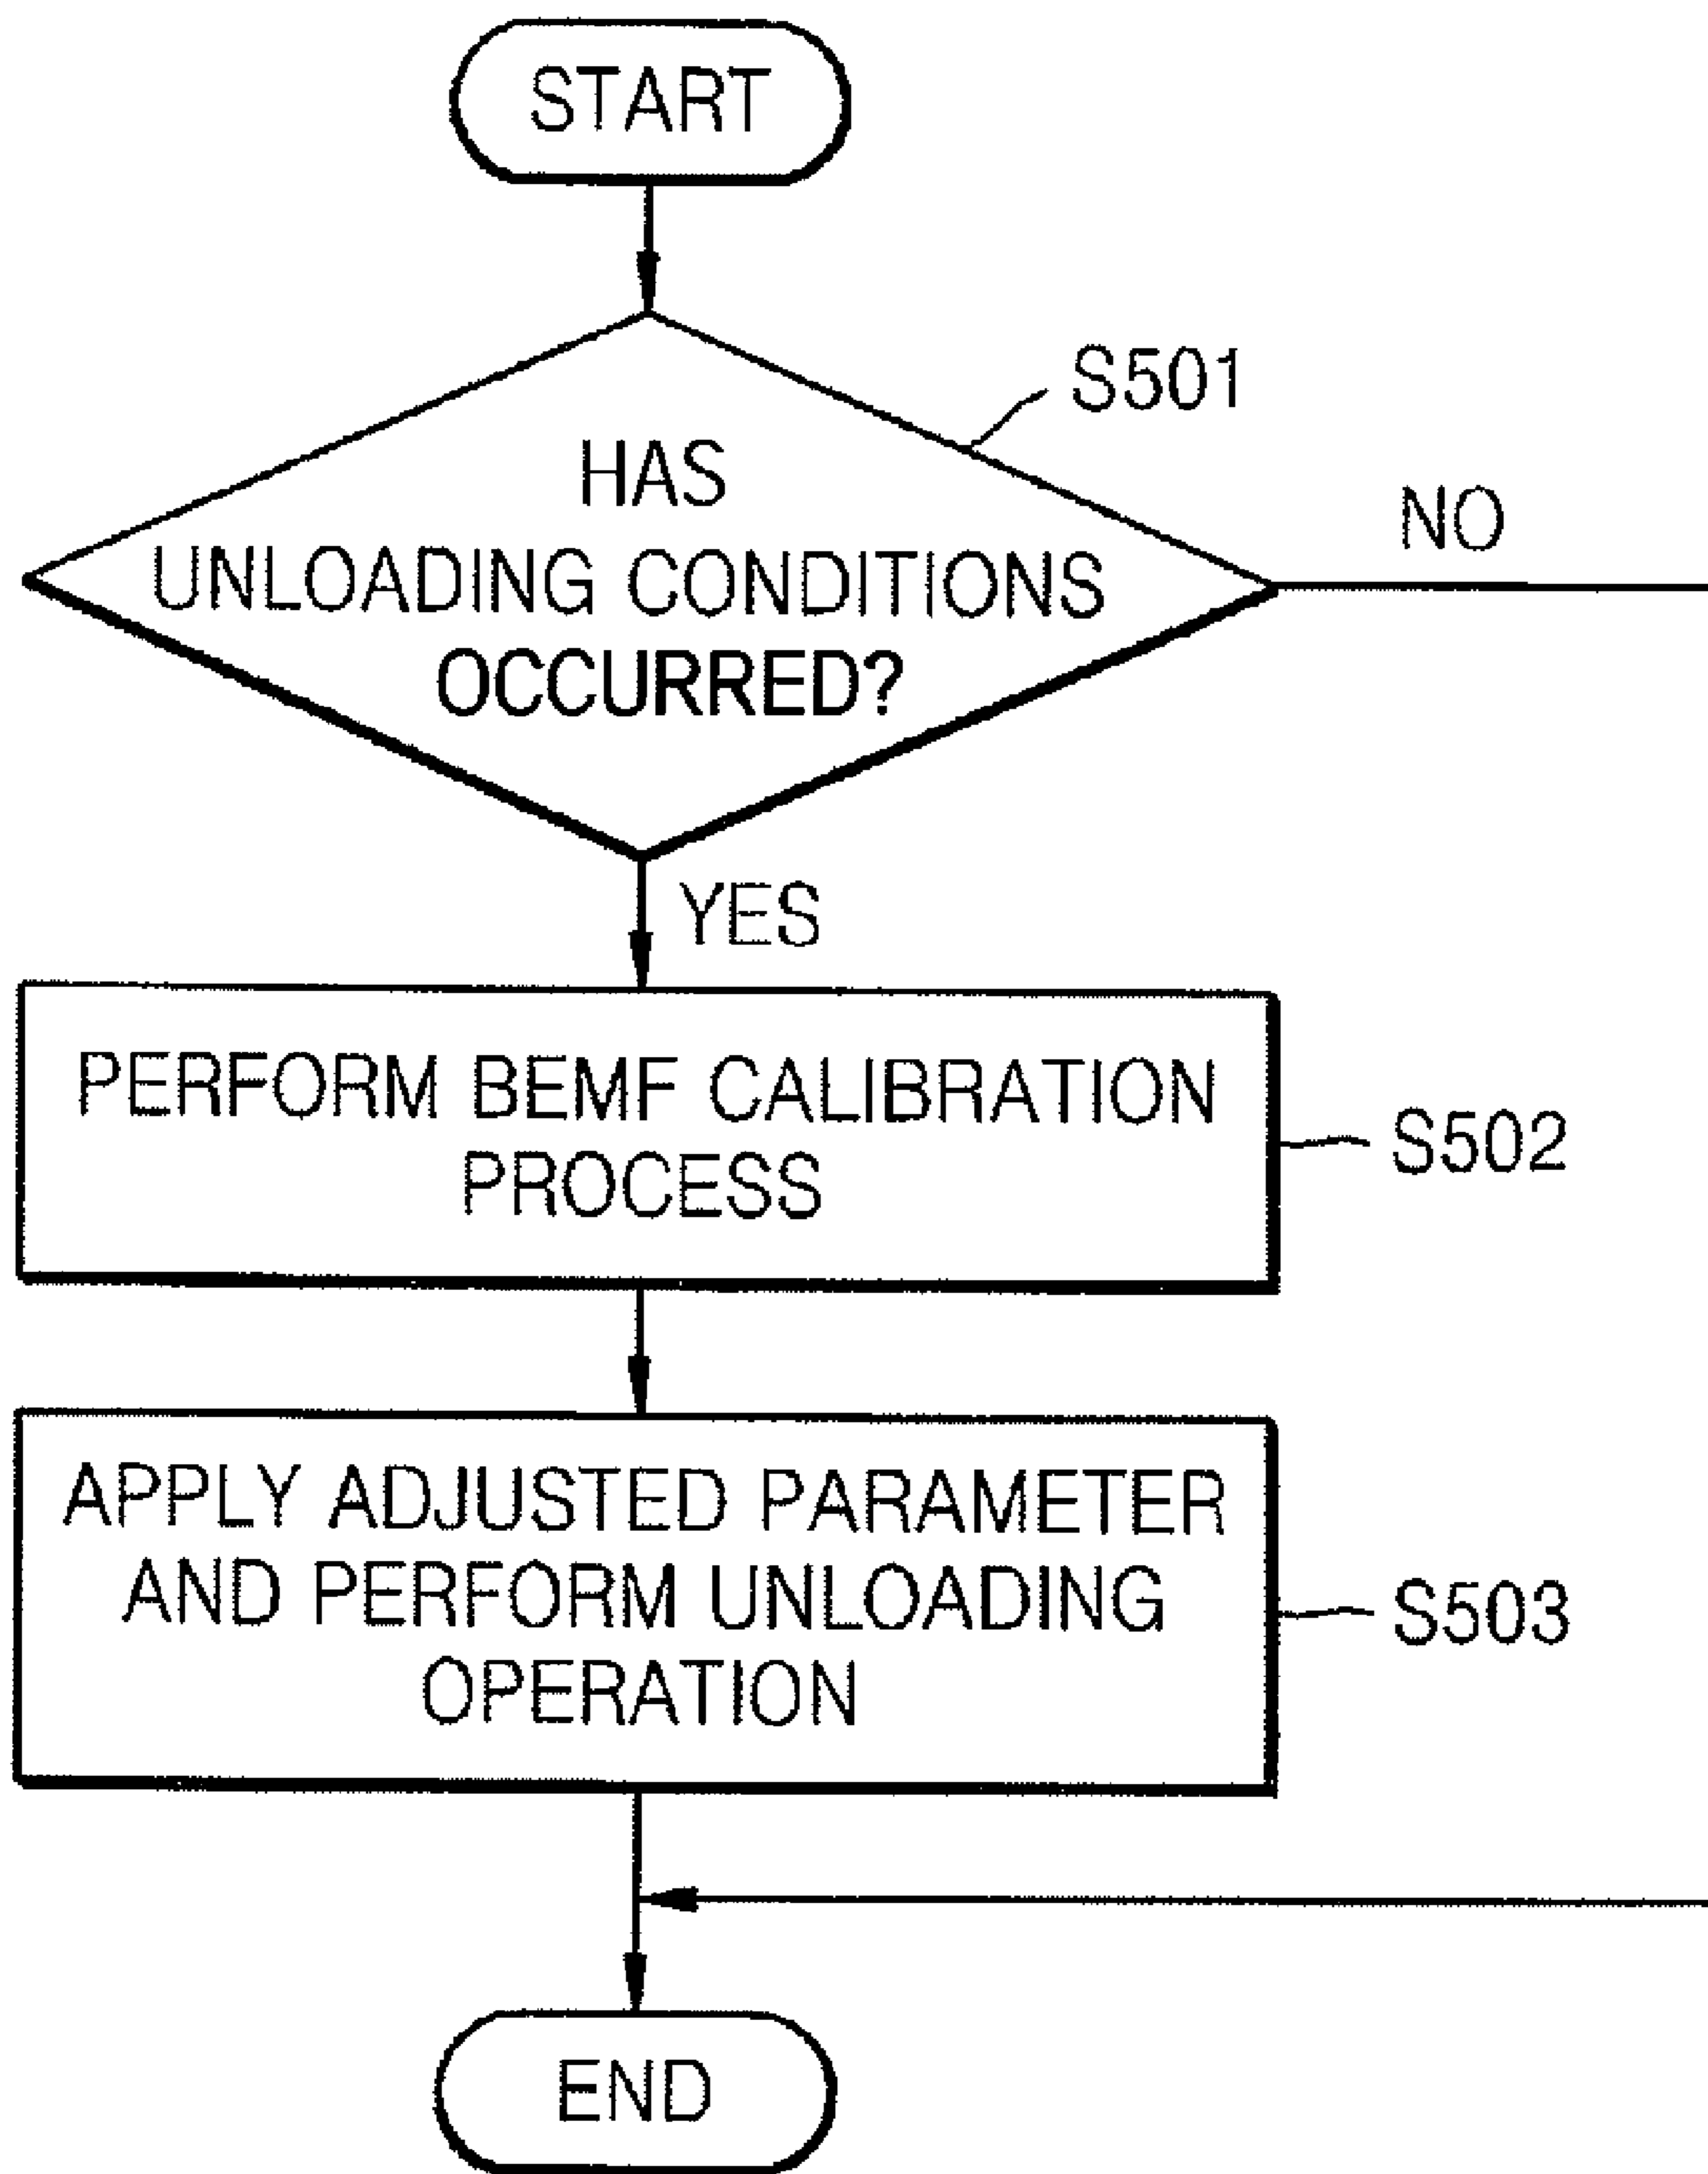 START
S501
HAS
UNLOADING CONDITIONS
OCCURRED?
NO
YES
PERFORM BEMF CALIBRATION
PROCESS
S502
APPLY ADJUSTED PARAMETER
AND PERFORM UNLOADING
OPERATION
S503
END